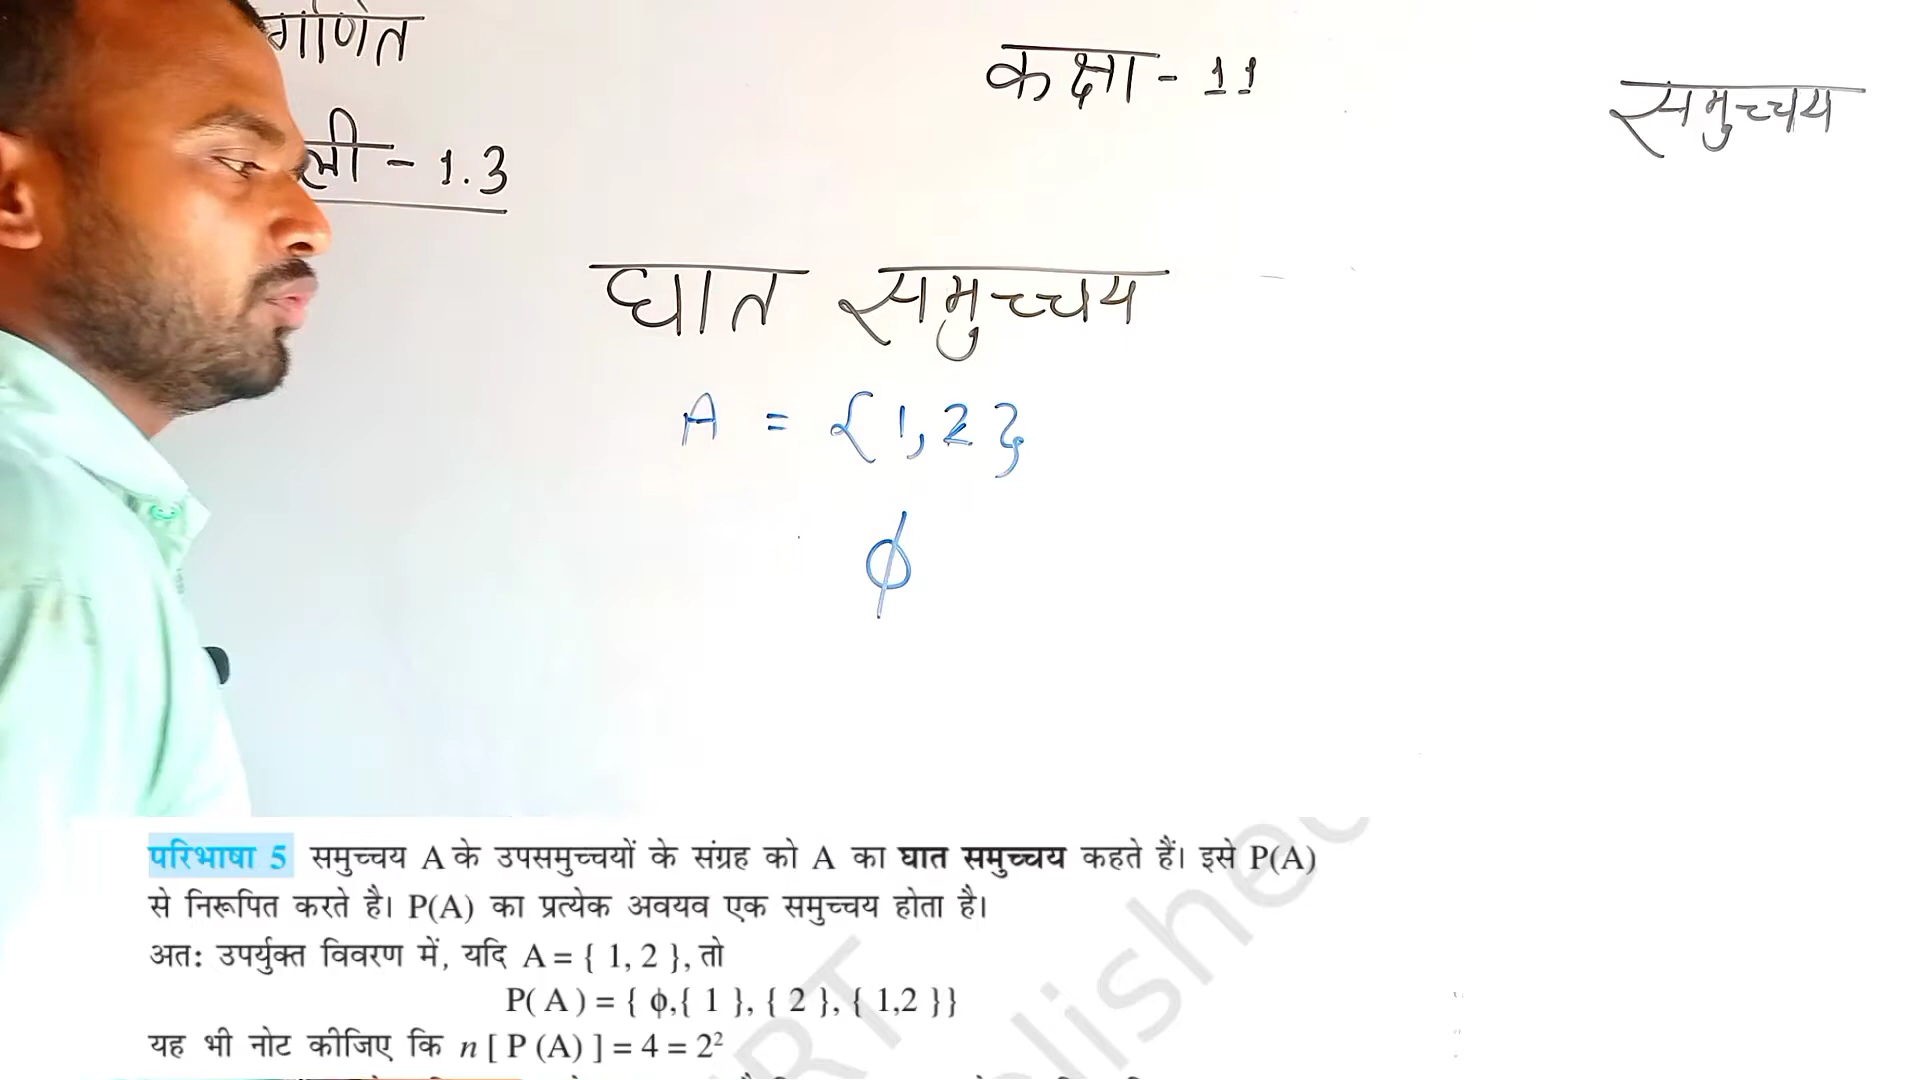 गणित
कक्षा - 11
समुच्चय
ली - 1.3
घात समुच्चय
A = {1,2}
ϕ
परिभाषा 5 समुच्चय A के उपसमुच्चयों के संग्रह को A का घात समुच्चय कहते हैं। इसे P(A)
से निरूपित करते है। P(A) का प्रत्येक अवयव एक समुच्चय होता है।
अत: उपर्युक्त विवरण में, यदि A = { 1, 2 }, तो
P( A ) = { ϕ,{ 1 }, { 2 }, { 1,2 }}
यह भी नोट कीजिए कि n [ P (A) ] = 4 = 2²